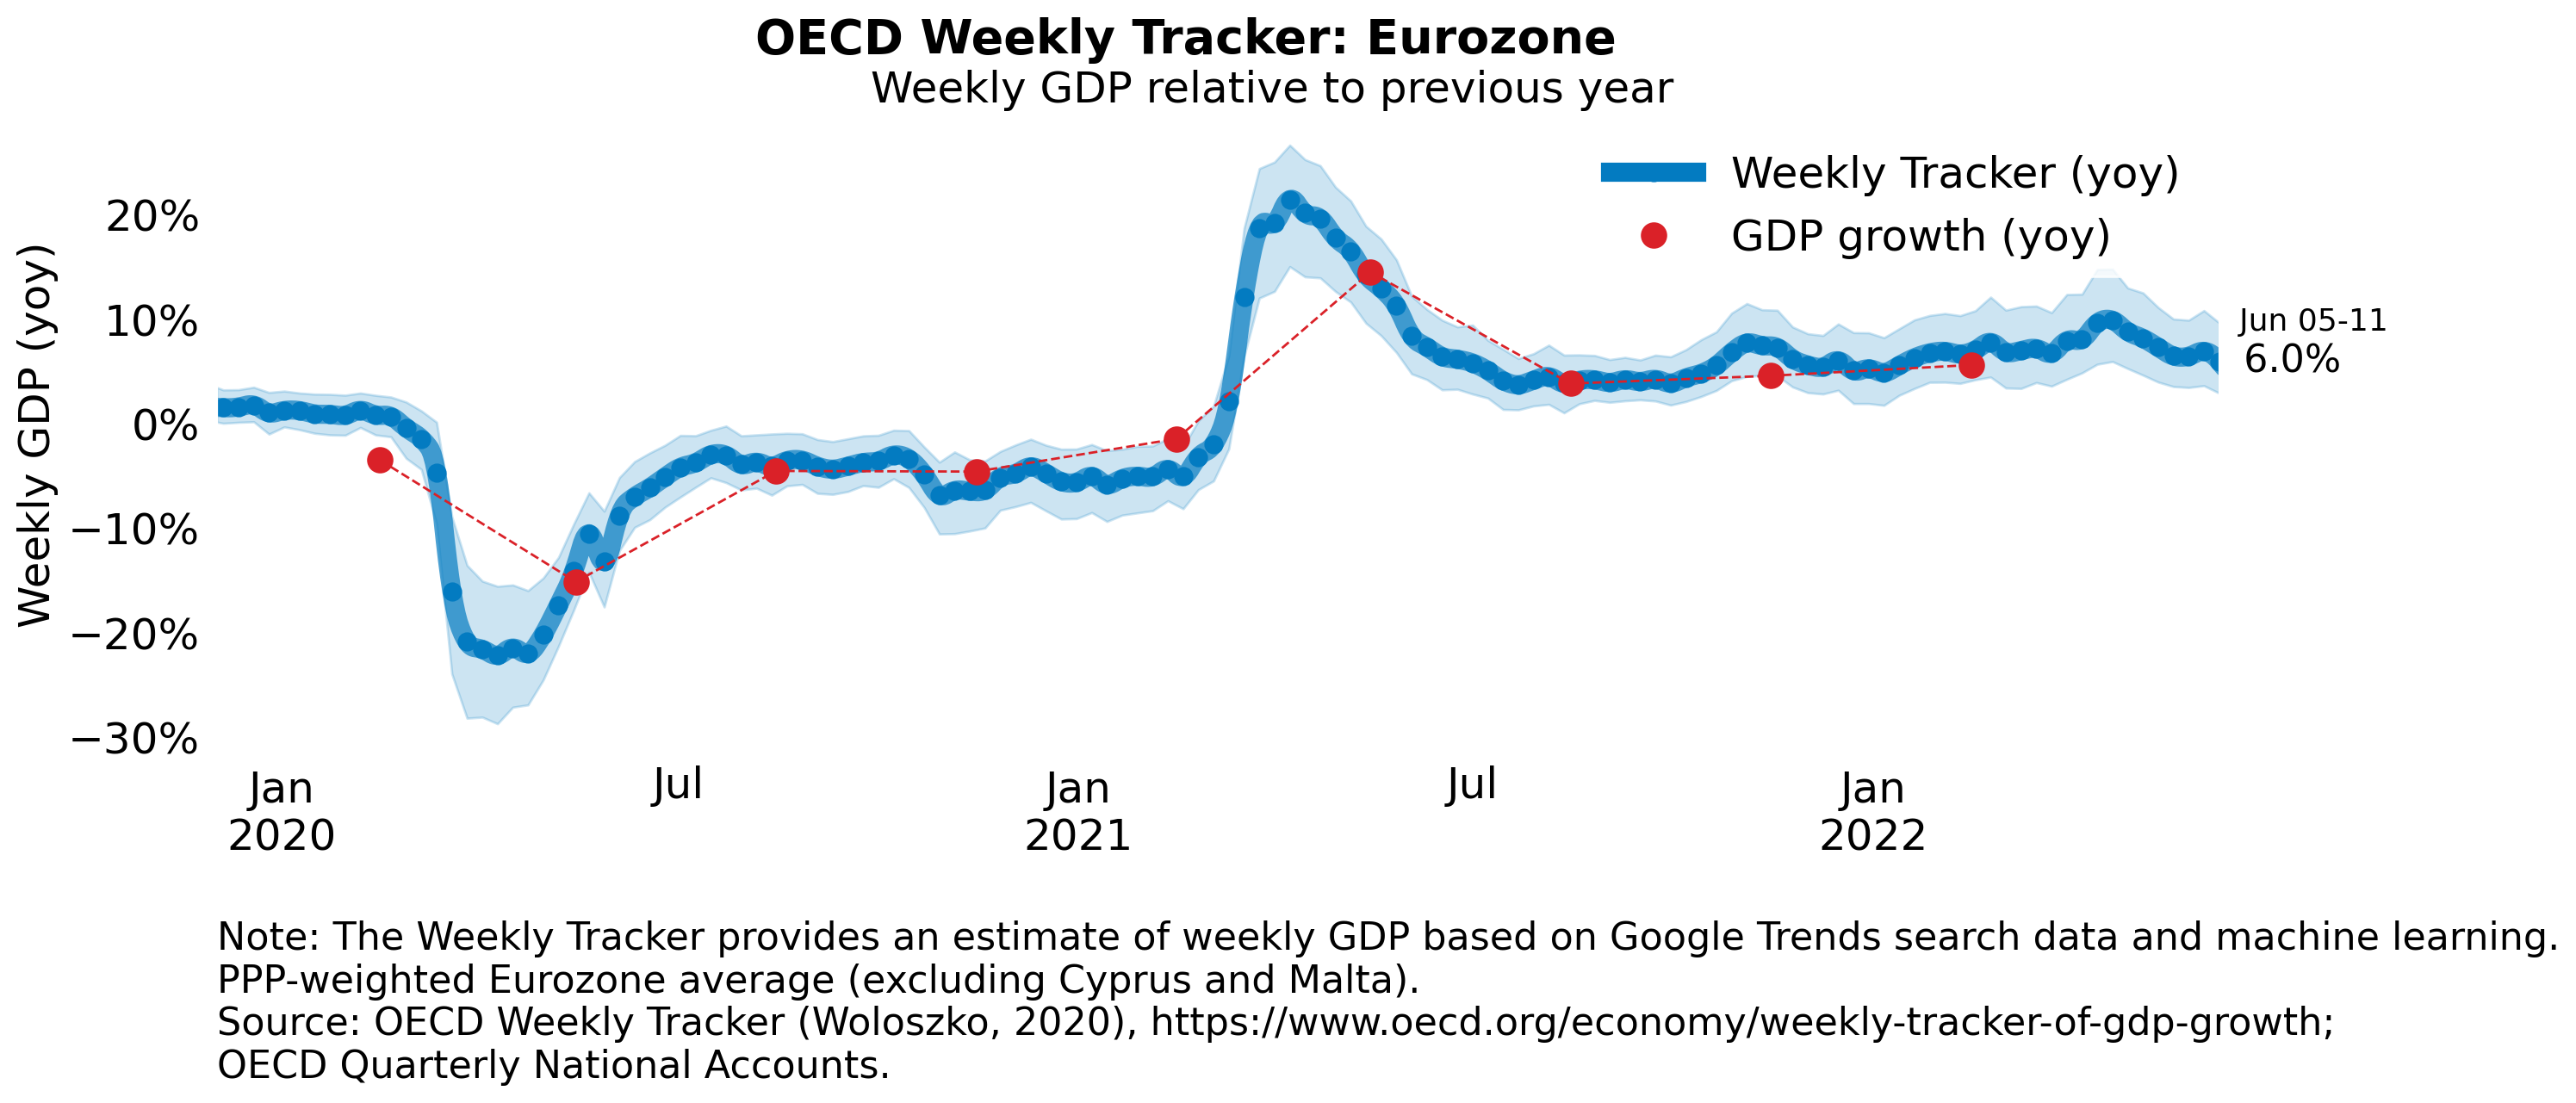 OECD Weekly Tracker: Eurozone
Weekly GDP relative to previous year
Weekly Tracker (yoy)
GDP growth (yoy)
Weekly GDP (yoy)
20%
10%
0%
−10%
−20%
−30%
Jun 05-11
6.0%
Jan
2020
Jul
Jan
2021
Jul
Jan
2022
Note: The Weekly Tracker provides an estimate of weekly GDP based on Google Trends search data and machine learning.
PPP-weighted Eurozone average (excluding Cyprus and Malta).
Source: OECD Weekly Tracker (Woloszko, 2020), https://www.oecd.org/economy/weekly-tracker-of-gdp-growth;
OECD Quarterly National Accounts.